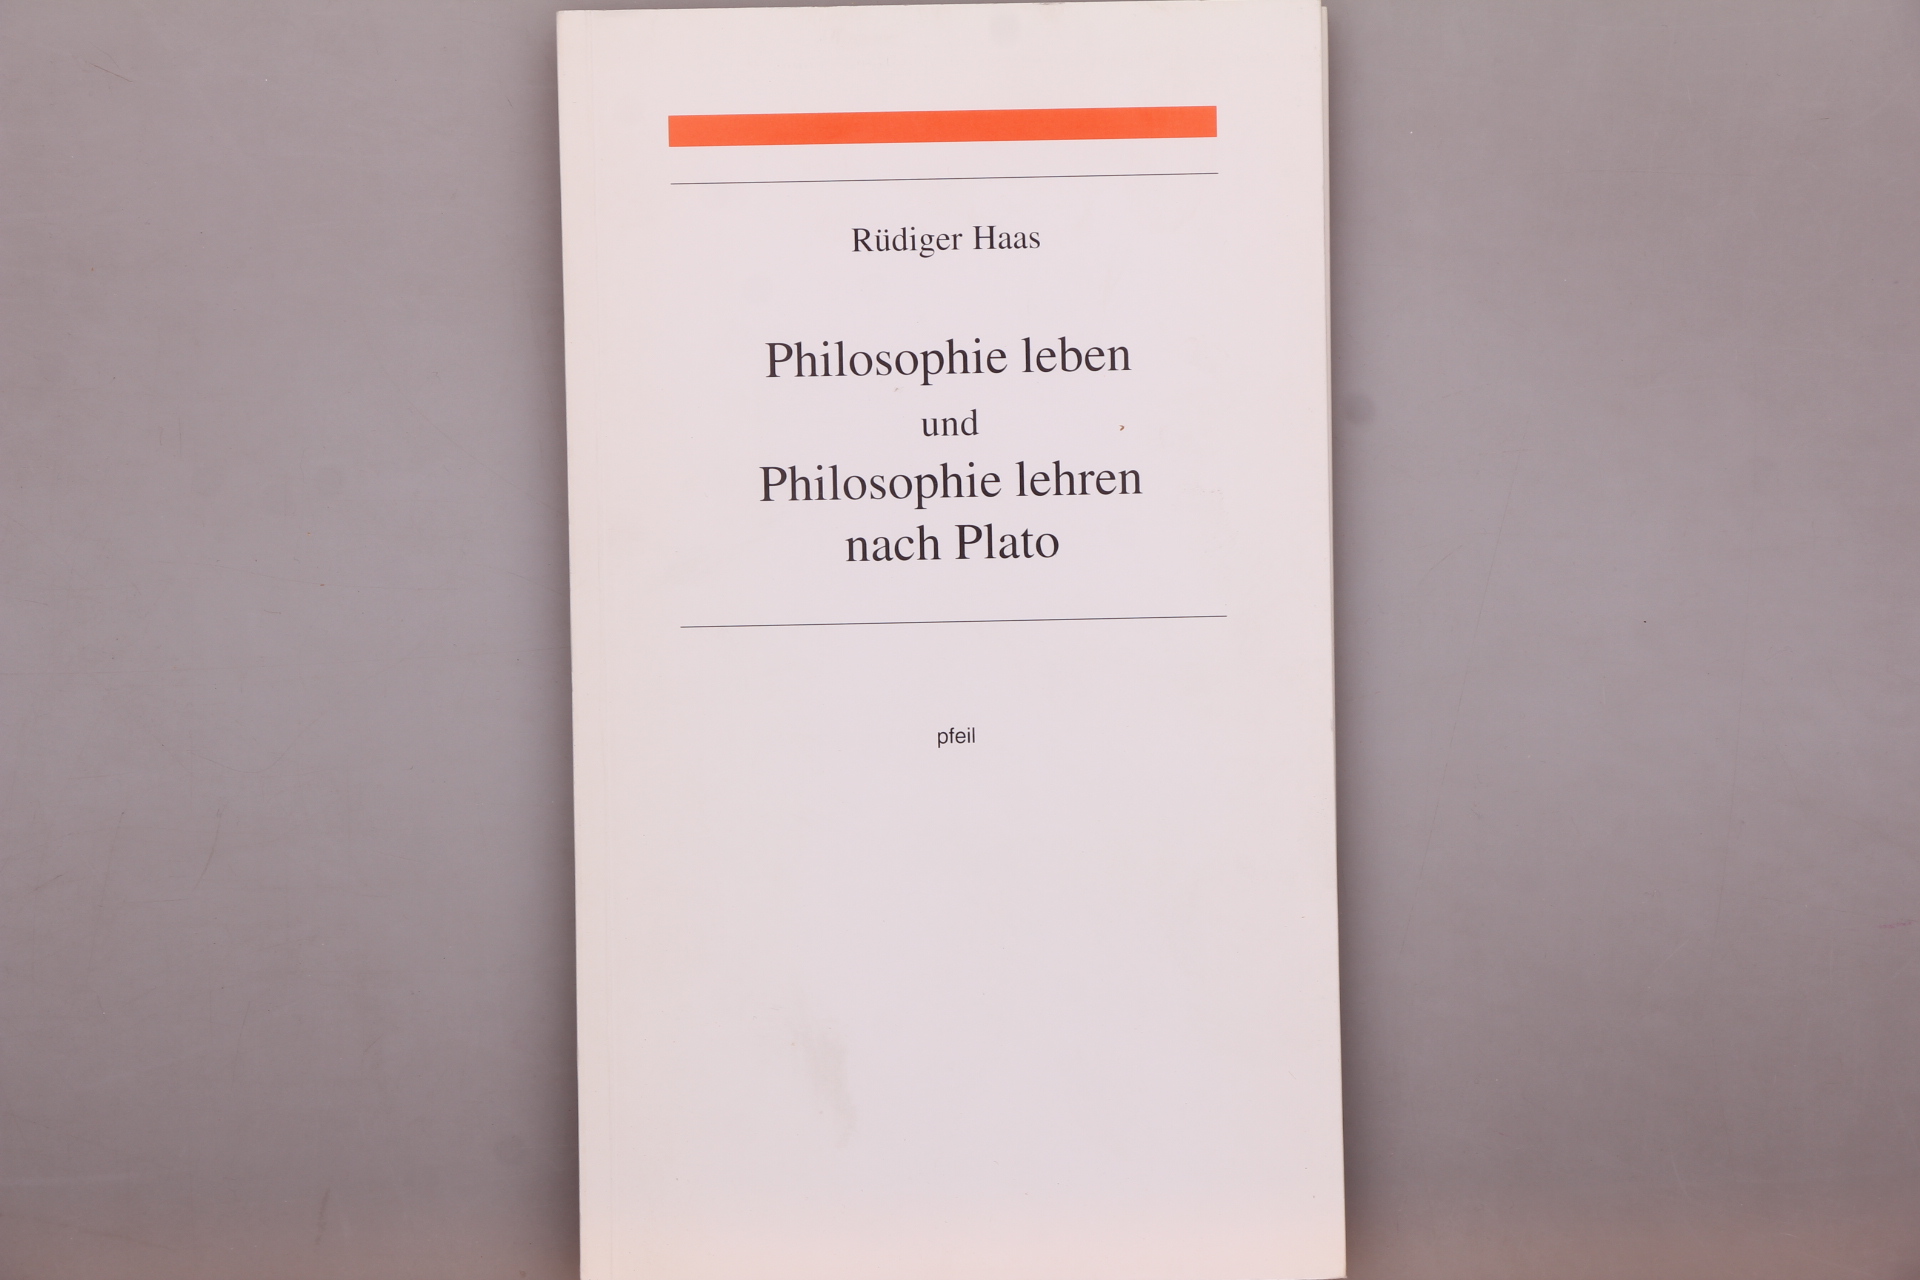 Rüdiger Haas
Philosophie leben
und
Philosophie lehren
nach Plato
pfeil